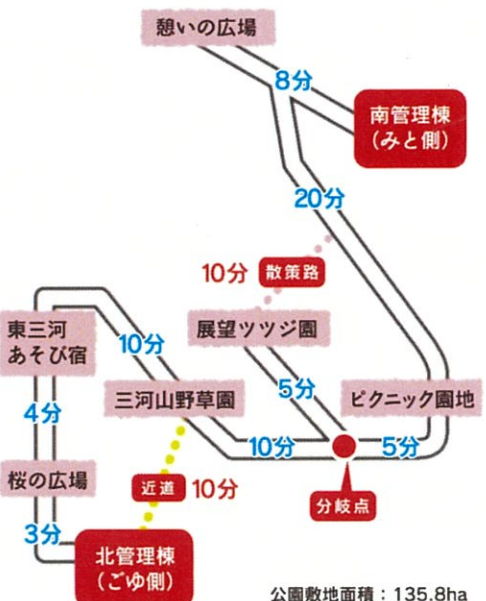 憩いの広場
8分
南管理棟
（みと側）
20分
10分 散策路
東三河
あそび宿
10分
展望ツツジ園
5分
三河山野草園
ピクニック園地
4分
10分
5分
桜の広場
近道 10分
分岐点
3分
北管理棟
（ごゆ側）
公園敷地面積：135.8ha